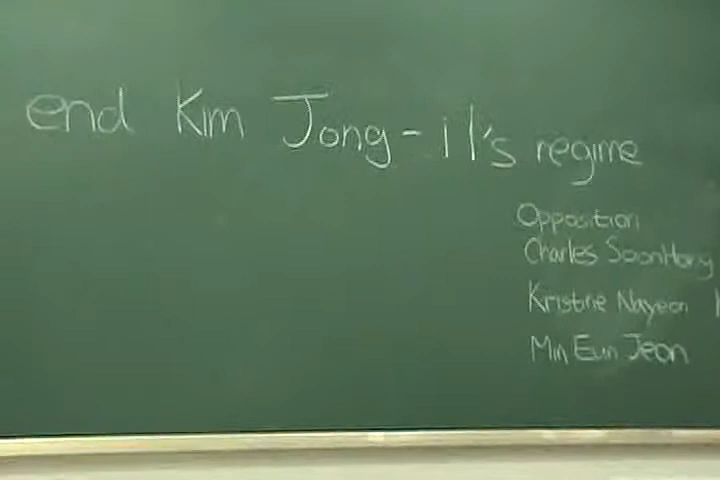 end Kim Jong-il's regime
Opposition
Charles SoonHong
Kristine Nayeon
Min Eun Jeon